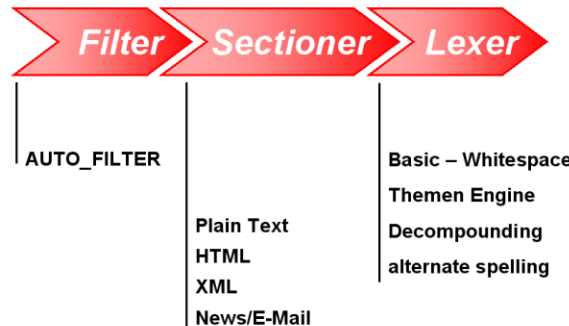 Filter Sectioner Lexer
AUTO_FILTER
Plain Text
HTML
XML
News/E-Mail
Basic – Whitespace
Themen Engine
Decompounding
alternate spelling